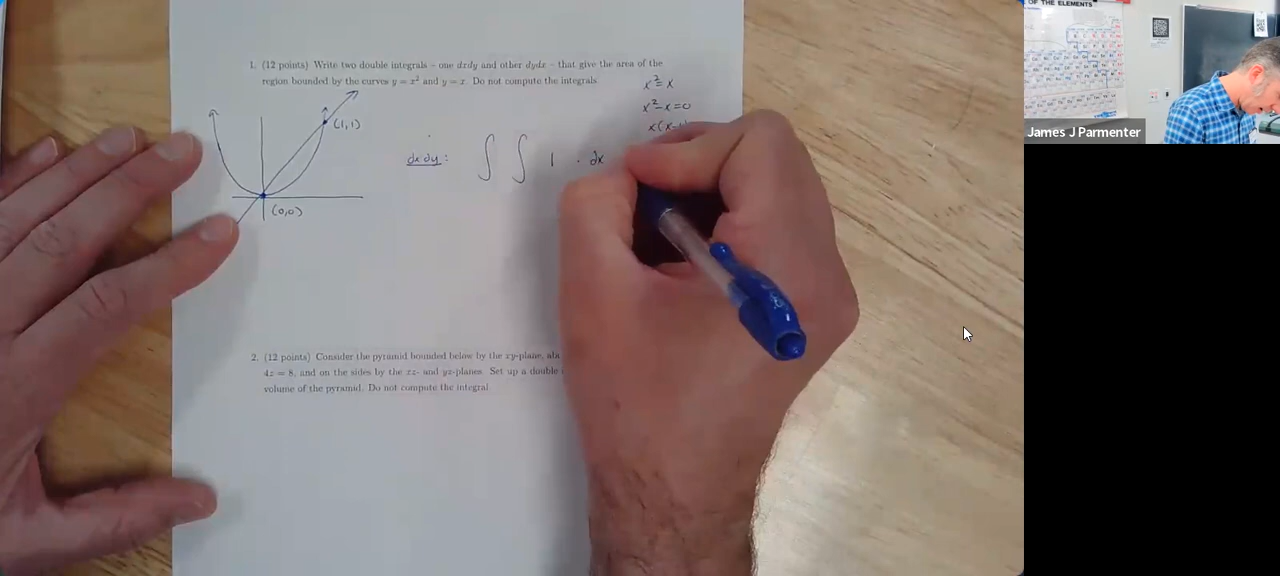 1. (12 points) Write two double integrals – one dxdy and other dydx – that give the area of the
region bounded by the curves y = x² and y = x. Do not compute the integrals.
x² = x
x² - x = 0
x(x-1)
(1,1)
(0,0)
dx dy: ∫ ∫ 1 · dx
2. (12 points) Consider the pyramid bounded below by the xy-plane,
4z = 8, and on the sides by the xz- and yz-planes. Set up a double
volume of the pyramid. Do not compute the integral.
OF THE ELEMENTS
James J Parmenter